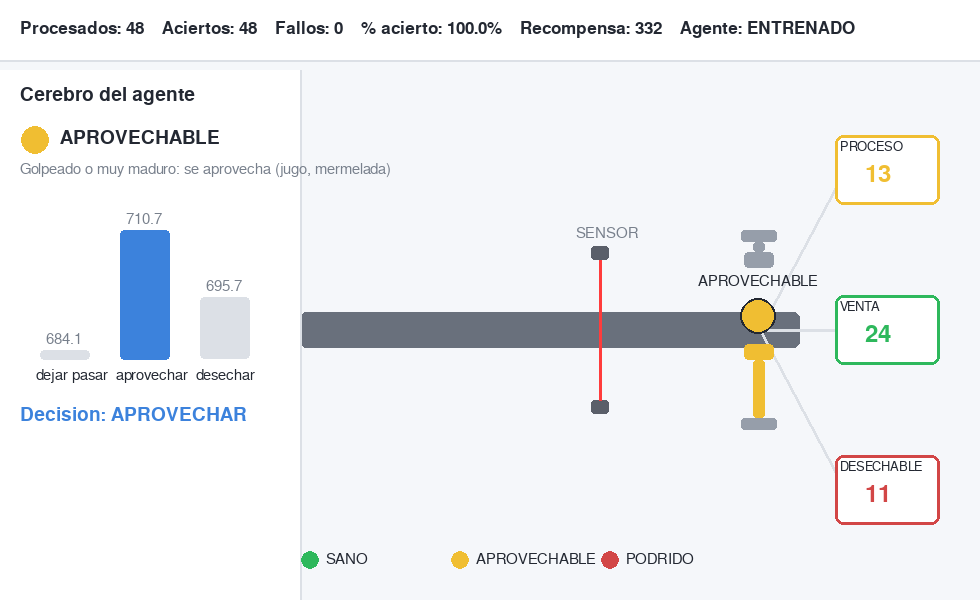 Procesados: 48 Aciertos: 48 Fallos: 0 % acierto: 100.0% Recompensa: 332 Agente: ENTRENADO
Cerebro del agente
APROVECHABLE
Golpeado o muy maduro: se aprovecha (jugo, mermelada)
710.7
695.7
684.1
dejar pasar aprovechar desechar
Decision: APROVECHAR
SENSOR
APROVECHABLE
PROCESO
13
VENTA
24
DESECHABLE
11
SANO APROVECHABLE PODRIDO